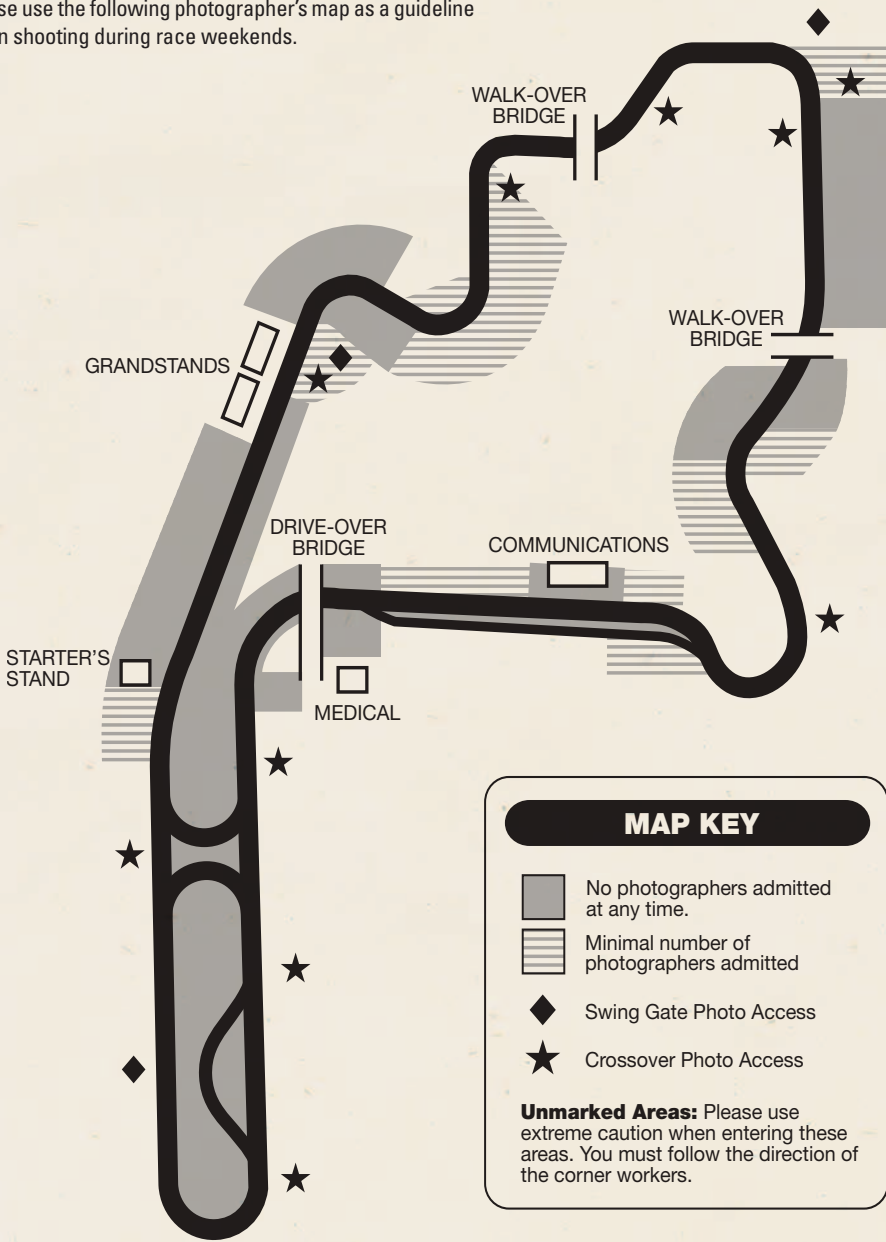 se use the following photographer's map as a guideline
n shooting during race weekends.
WALK-OVER
BRIDGE
WALK-OVER
BRIDGE
GRANDSTANDS
DRIVE-OVER
BRIDGE
COMMUNICATIONS
STARTER'S
STAND
MEDICAL
MAP KEY
No photographers admitted
at any time.
Minimal number of
photographers admitted
Swing Gate Photo Access
Crossover Photo Access
Unmarked Areas: Please use
extreme caution when entering these
areas. You must follow the direction of
the corner workers.